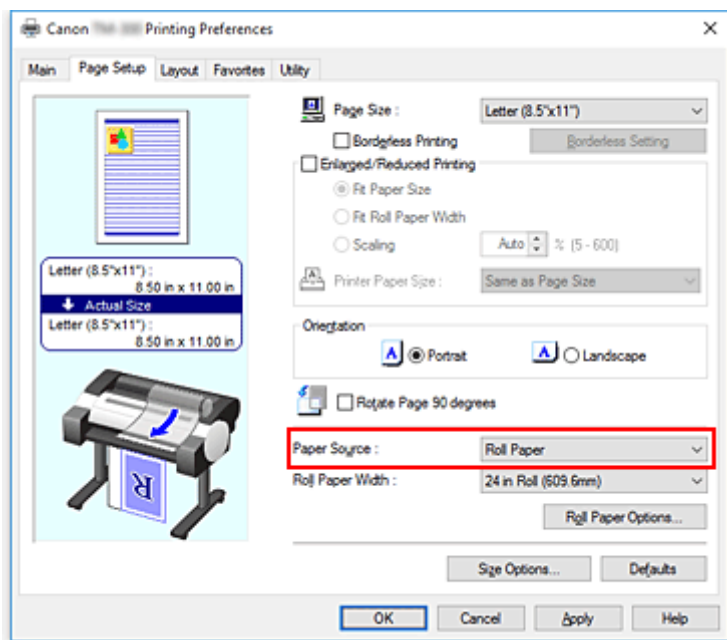 Canon Printing Preferences
Main Page Setup Layout Favorites Utility
Page Size : Letter (8.5"x11")
Borderless Printing Borderless Setting
Enlarged/Reduced Printing
Fit Paper Size
Fit Roll Paper Width
Scaling Auto % (5 - 600)
Printer Paper Size : Same as Page Size
Letter (8.5"x11") :
8.50 in x 11.00 in
Actual Size
Letter (8.5"x11") :
8.50 in x 11.00 in
Orientation
A Portrait A Landscape
Rotate Page 90 degrees
Paper Source : Roll Paper
Roll Paper Width : 24 in Roll (609.6mm)
R
Roll Paper Options...
Size Options... Defaults
OK Cancel Apply Help